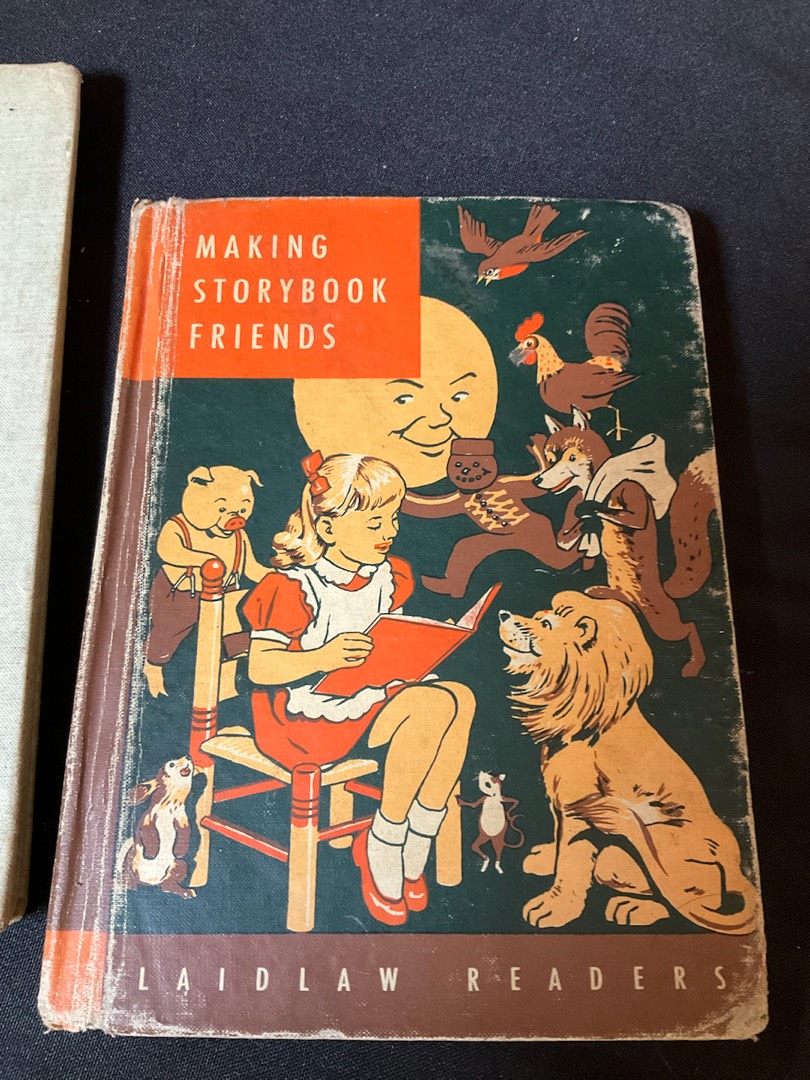 MAKING
STORYBOOK
FRIENDS
LAIDLAW READERS